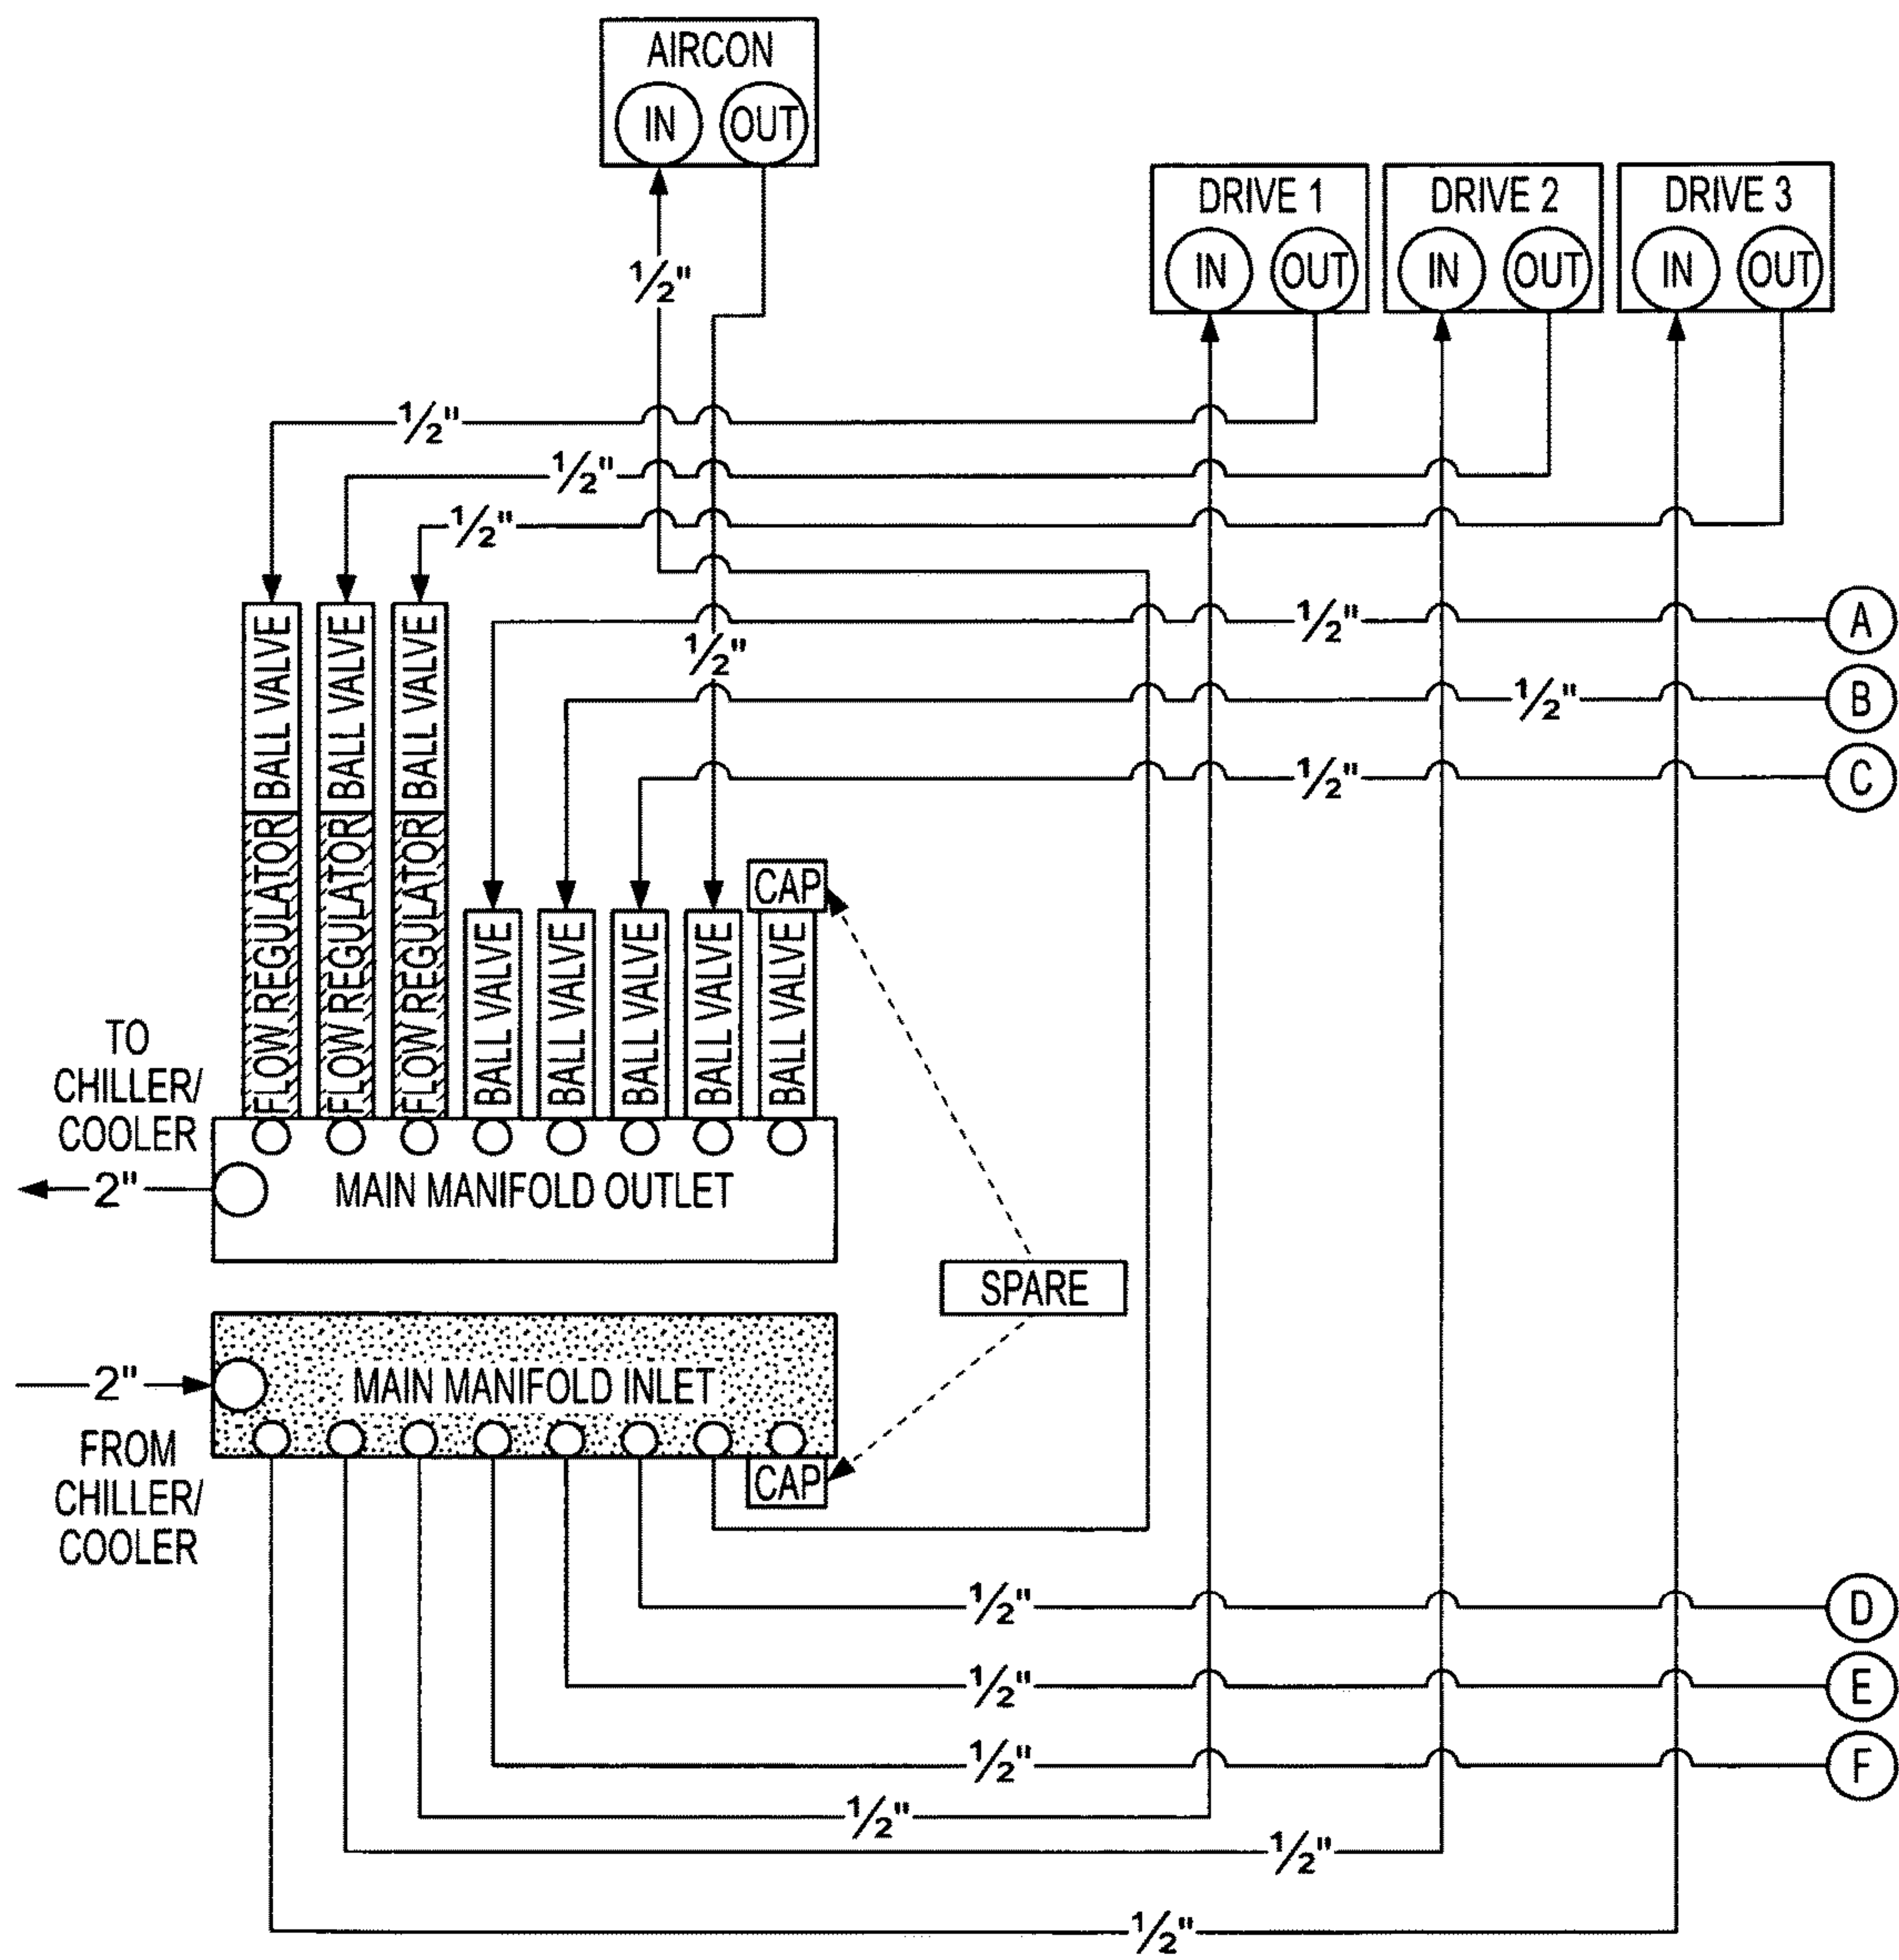 AIRCON
IN OUT
DRIVE 1 DRIVE 2 DRIVE 3
IN OUT IN OUT IN OUT
½"
½"
½"
½"
½" A
½"
½" B
½" C
BALL VALVE
BALL VALVE
BALL VALVE
FLOW REGULATOR
FLOW REGULATOR
FLOW REGULATOR
CAP
BALL VALVE
BALL VALVE
BALL VALVE
BALL VALVE
BALL VALVE
TO
CHILLER/
COOLER
2"
MAIN MANIFOLD OUTLET
SPARE
2"
MAIN MANIFOLD INLET
FROM
CHILLER/
COOLER
CAP
½" D
½" E
½" F
½"
½"
½"